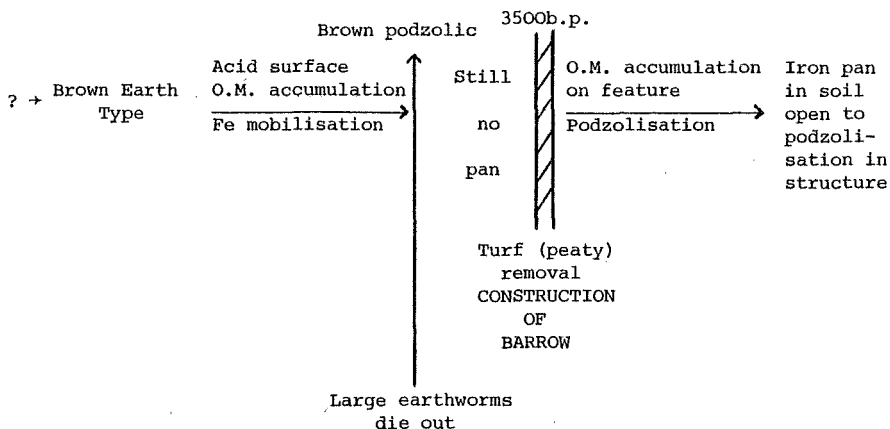 3500b.p.
Brown podzolic
? → Brown Earth
Type
Acid surface
O.M. accumulation
Fe mobilisation
Still
no
pan
O.M. accumulation
on feature
Podzolisation
Iron pan
in soil
open to
podzoli-
sation in
structure
Turf (peaty)
removal
CONSTRUCTION
OF
BARROW
Large earthworms
die out